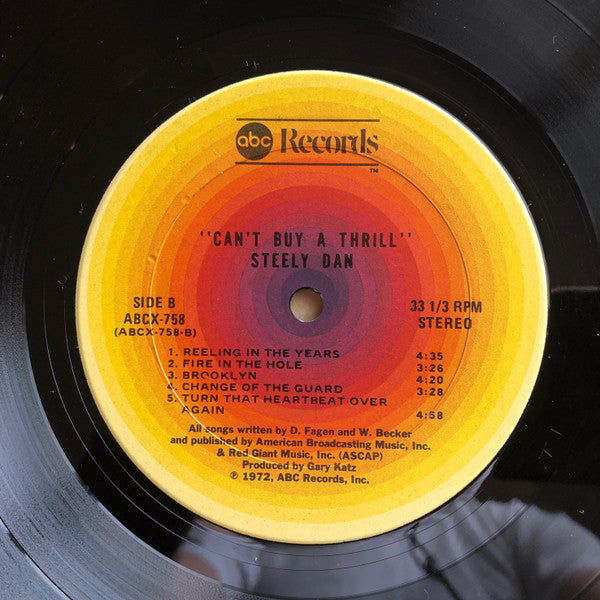 abc Records
TM
"CAN'T BUY A THRILL"
STEELY DAN
SIDE B
ABCX-758
(ABCX-758-B)
33 1/3 RPM
STEREO
1. REELING IN THE YEARS 4:35
2. FIRE IN THE HOLE 3:26
3. BROOKLYN 4:20
4. CHANGE OF THE GUARD 3:28
5. TURN THAT HEARTBEAT OVER
AGAIN 4:58
All songs written by D. Fagen and W. Becker
and published by American Broadcasting Music, Inc.
& Red Giant Music, Inc. (ASCAP)
Produced by Gary Katz
℗ 1972, ABC Records, Inc.